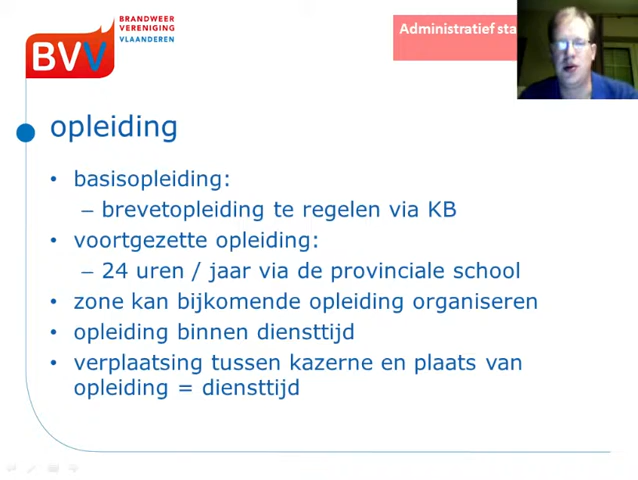 BRANDWEER
VERENIGING
VLAANDEREN
BVV
Administratief
opleiding
• basisopleiding:
– brevetopleiding te regelen via KB
• voortgezette opleiding:
– 24 uren / jaar via de provinciale school
• zone kan bijkomende opleiding organiseren
• opleiding binnen diensttijd
• verplaatsing tussen kazerne en plaats van
opleiding = diensttijd